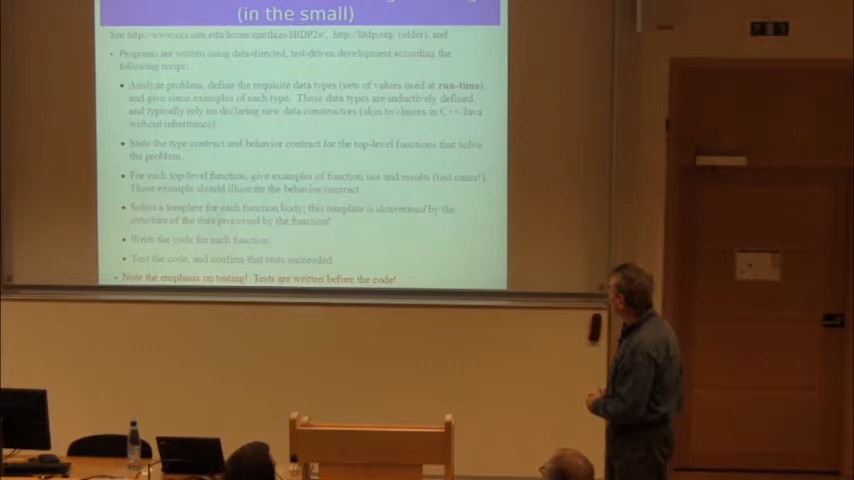 (in the small)
See http://www.ccs.neu.edu/home/matthias/HtDP2e/, http://htdp.org/ (older), and
• Programs are written using data-directed, test-driven development according the
following recipe:
• Analyze problem, define the requisite data types (sets of values used at run-time)
and give some examples of each type. These data types are inductively defined
and typically rely on declaring new data constructors (akin to classes in C++/Java
without inheritance)
• State the type contract and behavior contract for the top-level functions that solve
the problem.
• For each top-level function, give examples of function use and results (test cases!).
These example should illustrate the behavior contract.
• Select a template for each function body; this template is determined by the
structure of the data processed by the function!
• Write the code for each function.
• Test the code, and confirm that tests succeeded
• Note the emphasis on testing! Tests are written before the code!